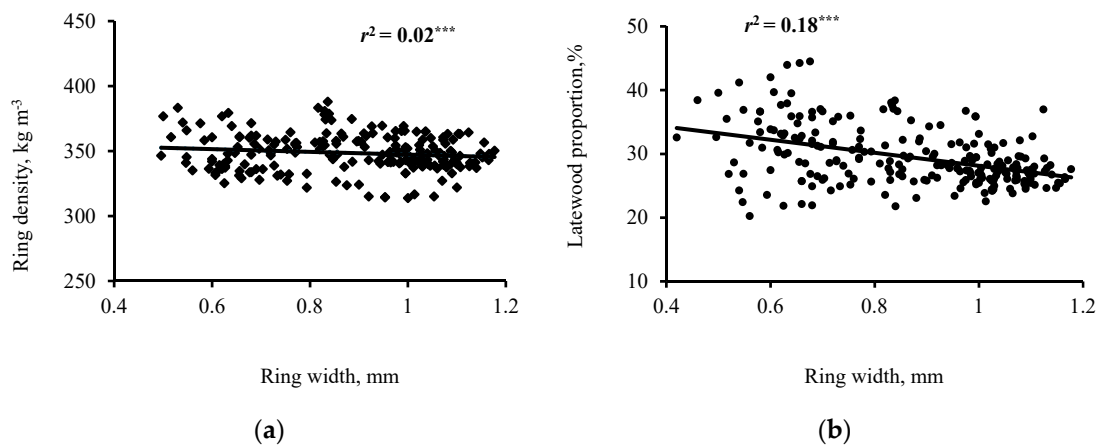 r² = 0.02***
450
400
350
300
250
Ring density, kg m⁻³
0.4 0.6 0.8 1 1.2
Ring width, mm
(a)
r² = 0.18***
50
40
30
20
10
Latewood proportion,%
0.4 0.6 0.8 1 1.2
Ring width, mm
(b)